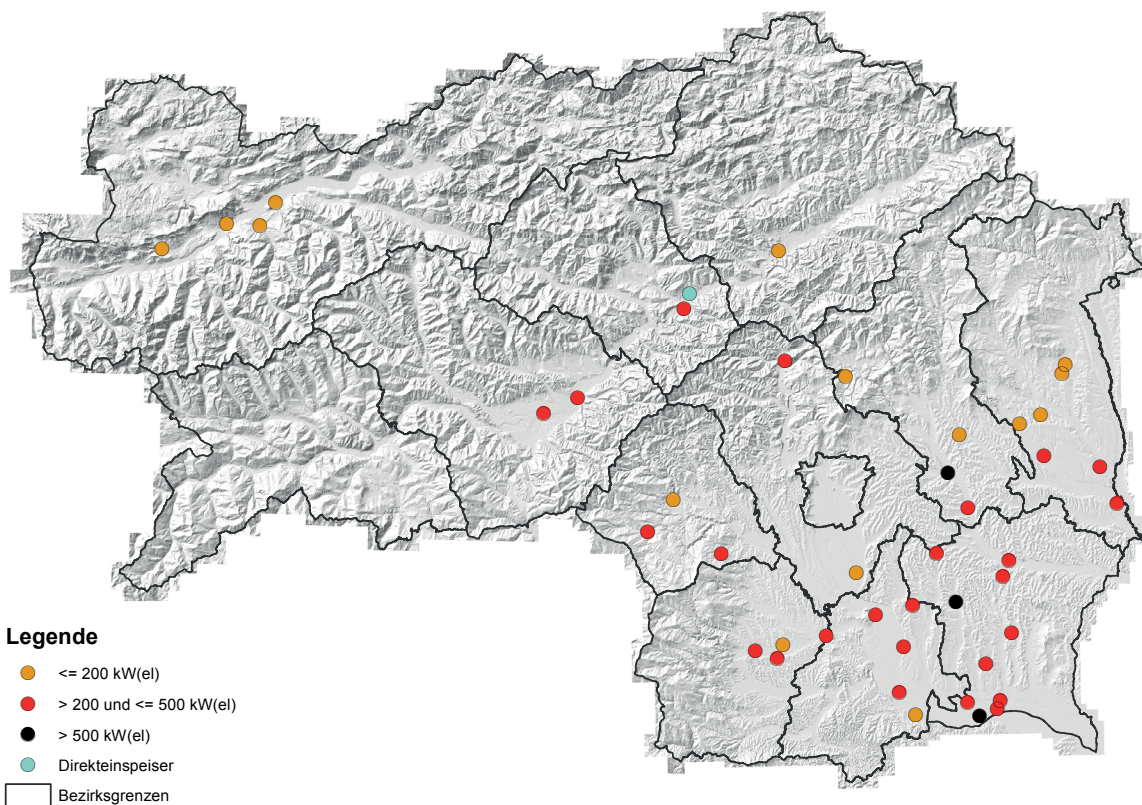 Legende
<= 200 kW(el)
> 200 und <= 500 kW(el)
> 500 kW(el)
Direkteinspeiser
Bezirksgrenzen